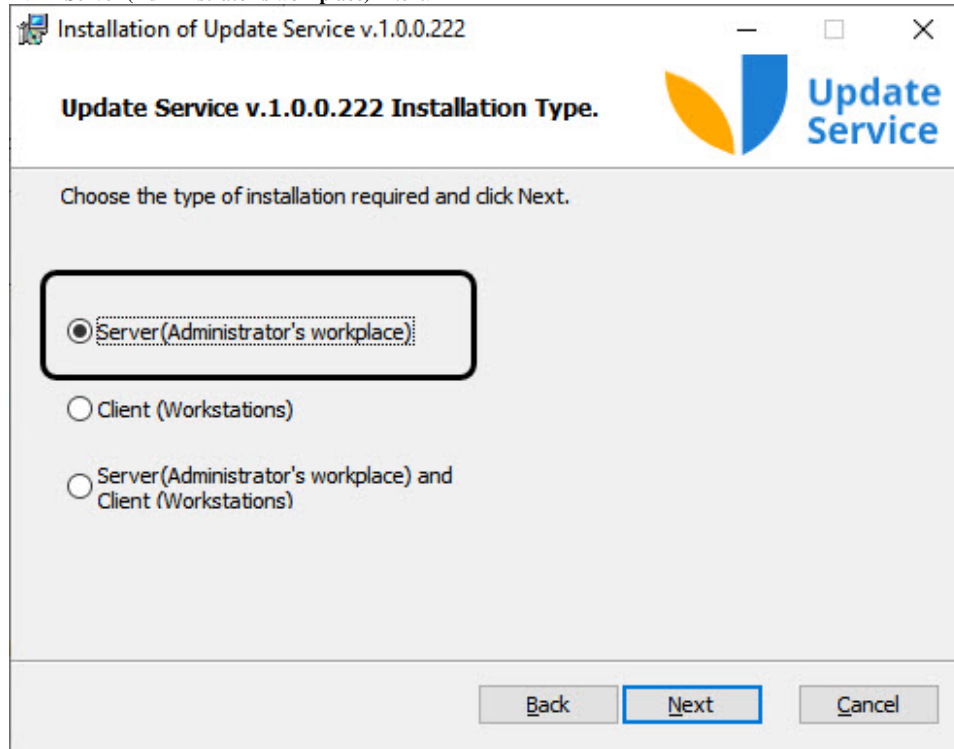 Installation of Update Service v.1.0.0.222
Update Service v.1.0.0.222 Installation Type.
Update
Service
Choose the type of installation required and click Next.
Server(Administrator's workplace)
Client (Workstations)
Server(Administrator's workplace) and
Client (Workstations)
Back
Next
Cancel